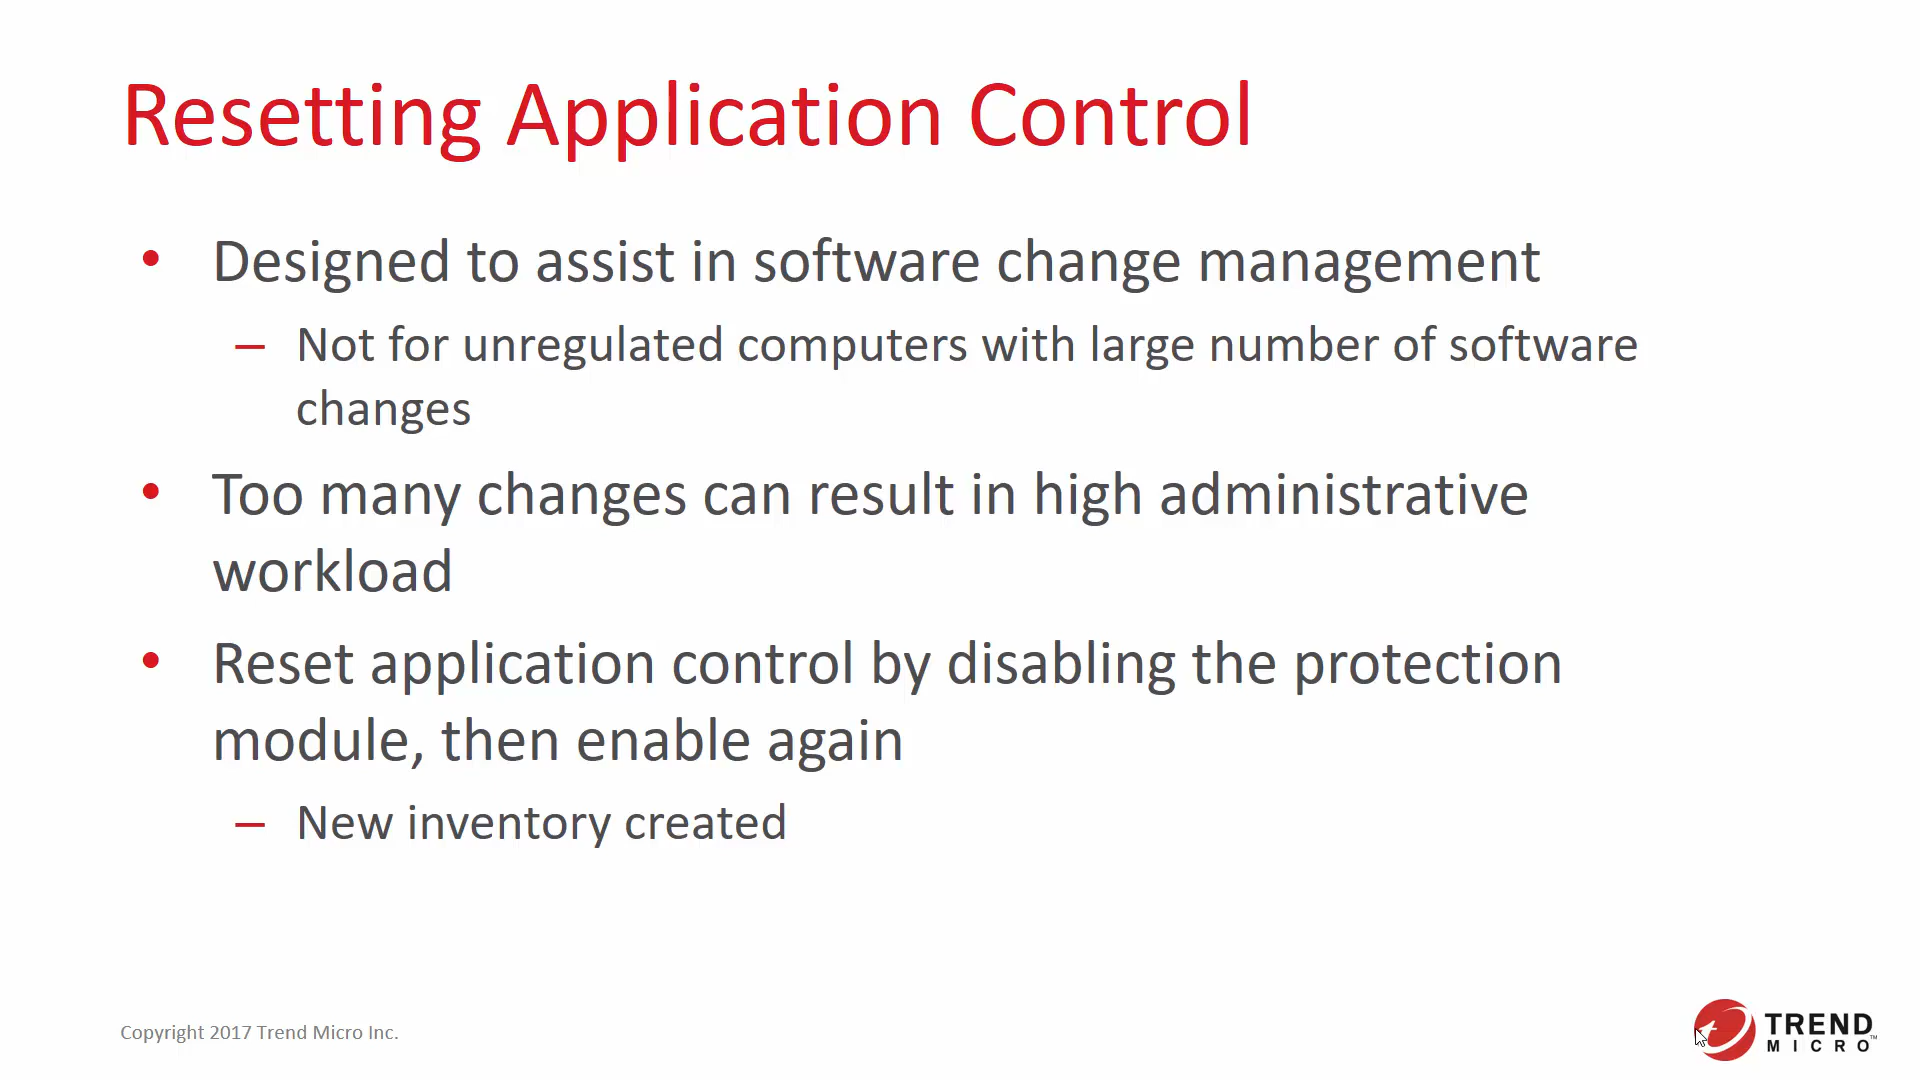 Resetting Application Control
• Designed to assist in software change management
– Not for unregulated computers with large number of software
changes
• Too many changes can result in high administrative
workload
• Reset application control by disabling the protection
module, then enable again
– New inventory created
Copyright 2017 Trend Micro Inc.
TREND
MICRO™